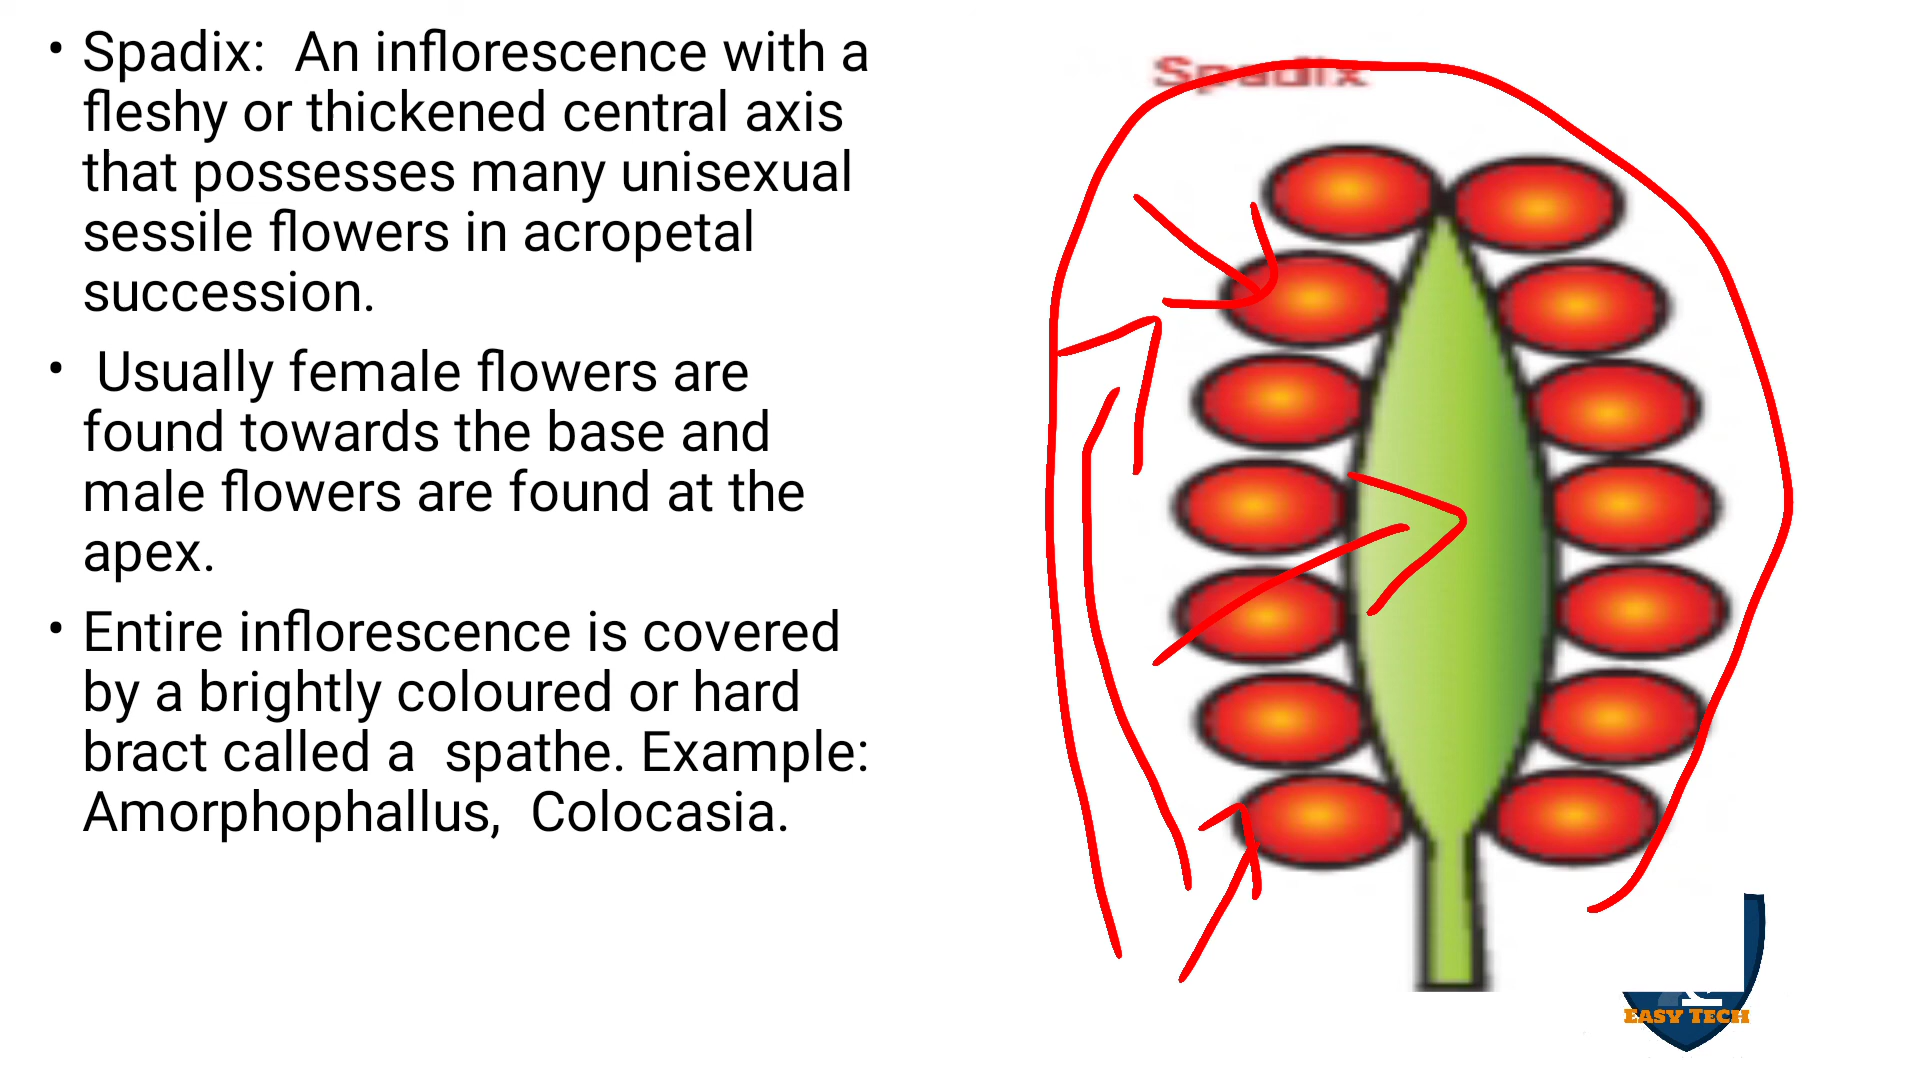 • Spadix: An inflorescence with a
fleshy or thickened central axis
that possesses many unisexual
sessile flowers in acropetal
succession.
• Usually female flowers are
found towards the base and
male flowers are found at the
apex.
• Entire inflorescence is covered
by a brightly coloured or hard
bract called a spathe. Example:
Amorphophallus, Colocasia.
Spadix
EASY TECH